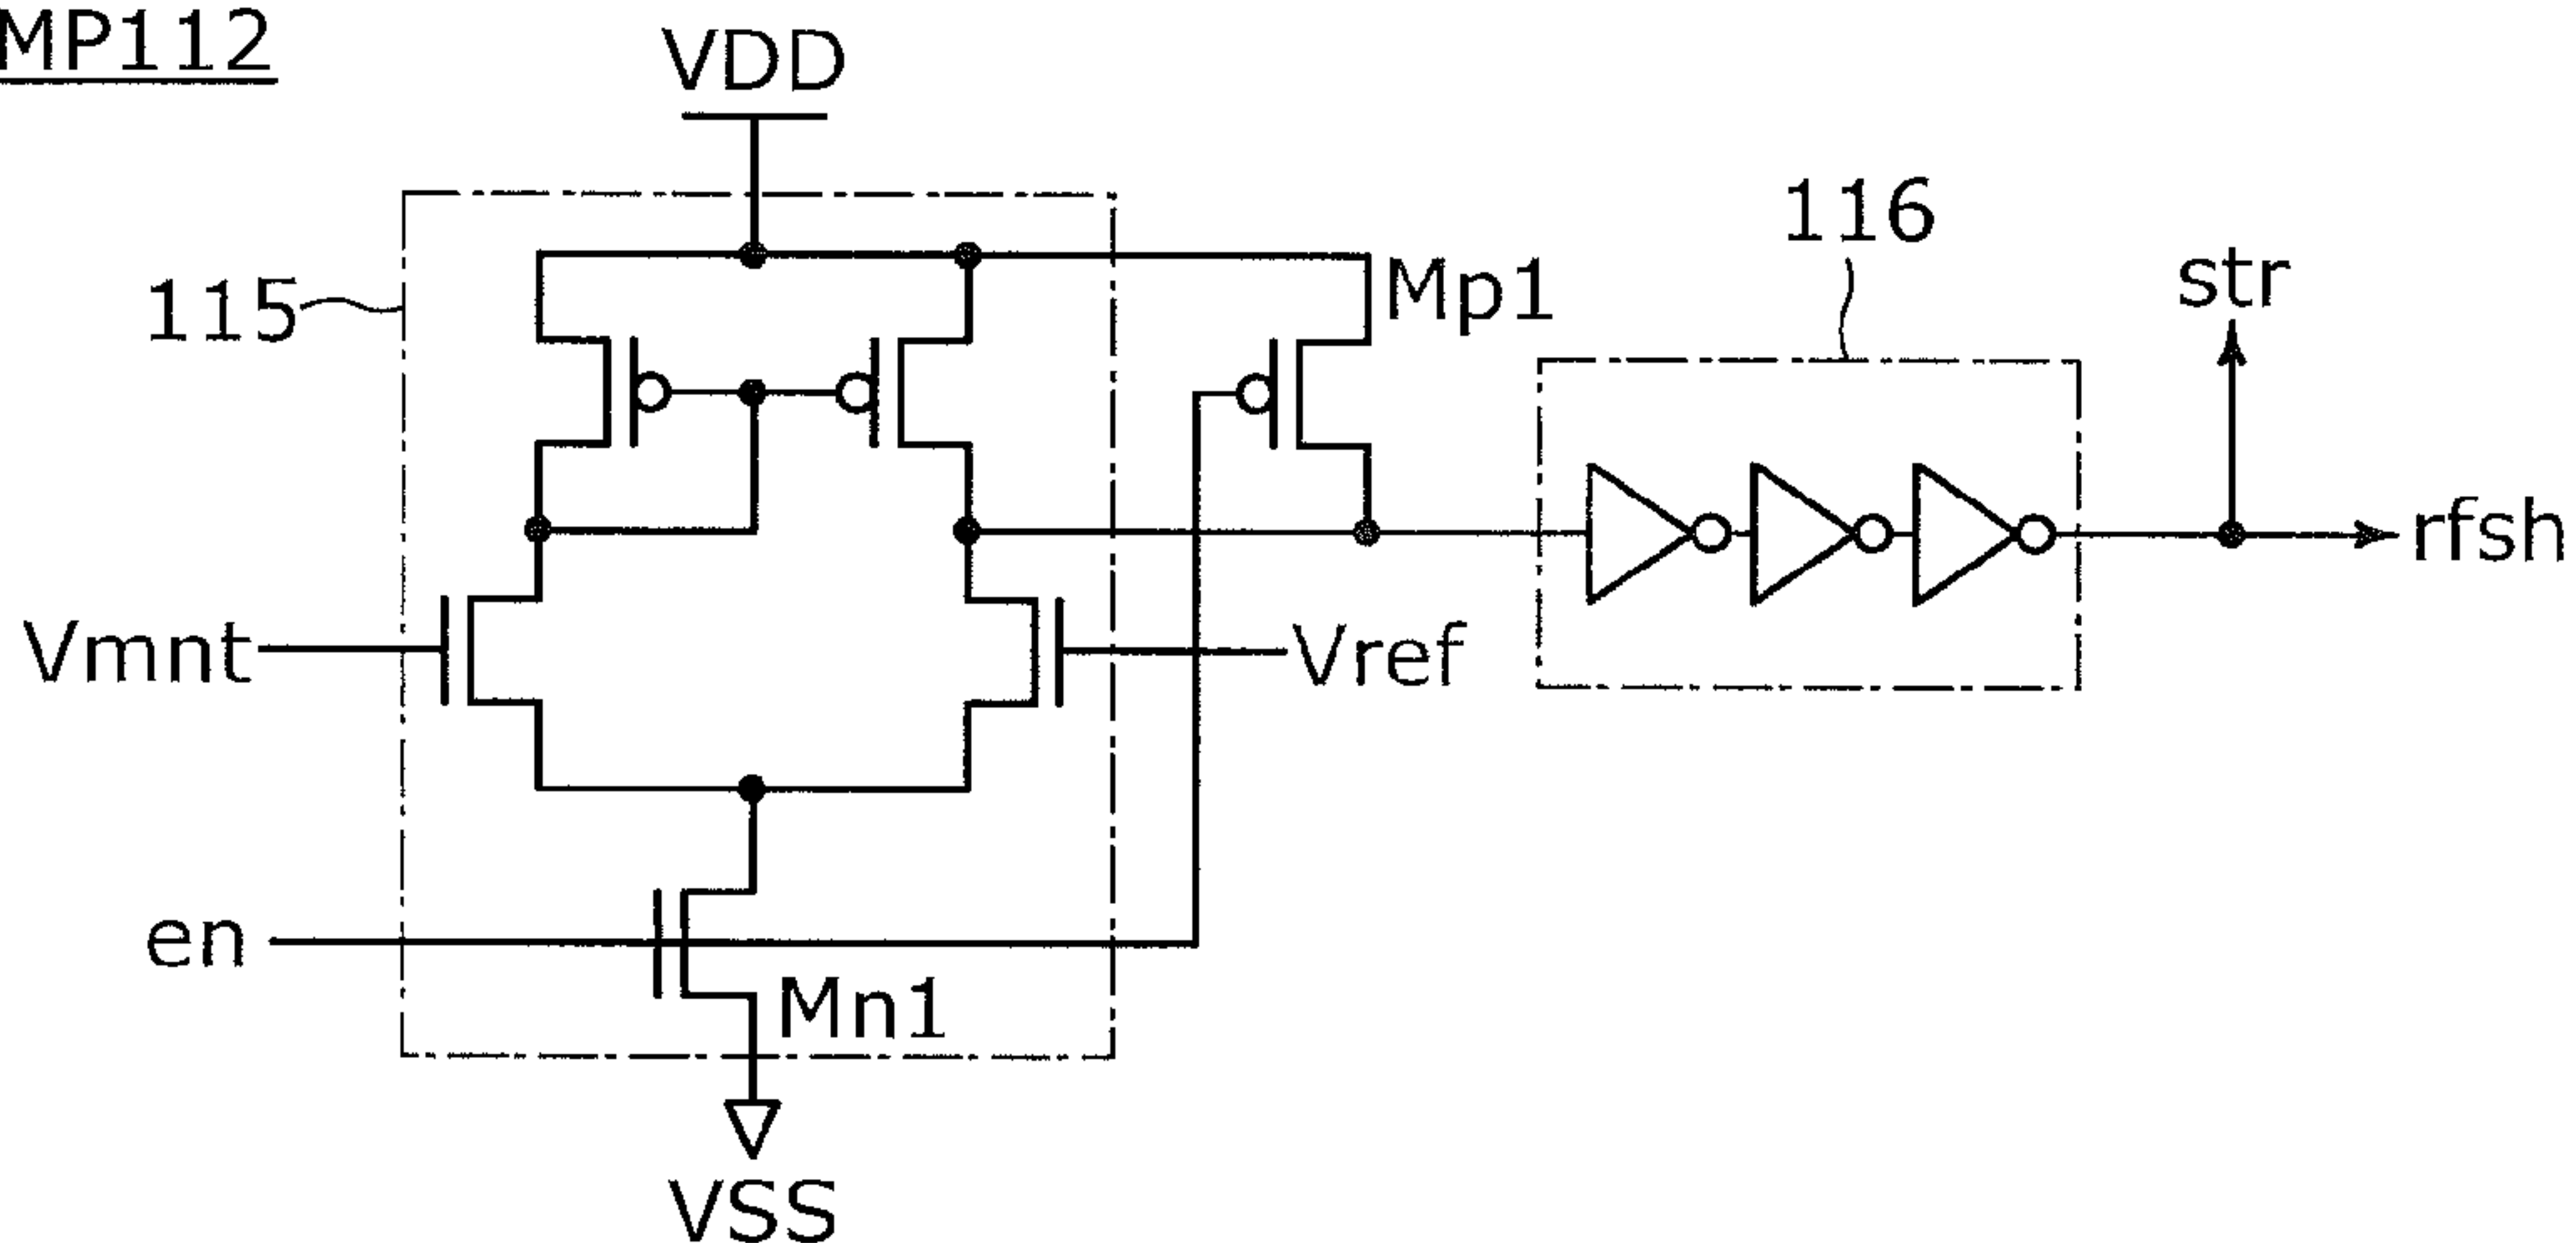 MP112
VDD
116
115
Mp1
str
rfsh
Vmnt
Vref
en
Mn1
VSS